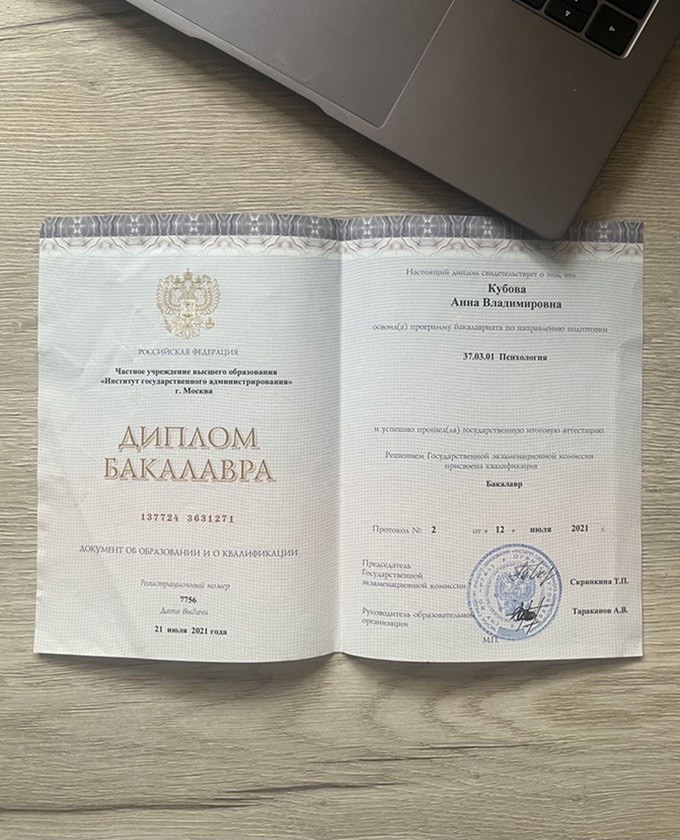 РОССИЙСКАЯ ФЕДЕРАЦИЯ
Частное учреждение высшего образования
«Институт государственного администрирования»
г. Москва
ДИПЛОМ
БАКАЛАВРА
137724 3631271
ДОКУМЕНТ ОБ ОБРАЗОВАНИИ И О КВАЛИФИКАЦИИ
Регистрационный номер
7756
Дата выдачи
21 июля 2021 года
Настоящий диплом свидетельствует о том, что
Кубова
Анна Владимировна
освоил(а) программу бакалавриата по направлению подготовки
37.03.01 Психология
и успешно прошел(ла) государственную итоговую аттестацию
Решением Государственной экзаменационной комиссии
присвоена квалификация
Бакалавр
Протокол № 2 от « 12 » июля 2021 г.
Председатель
Государственной
экзаменационной комиссии
Скрипкина Т.П.
Руководитель образовательной
организации
Тараканов А.В.
М.П.